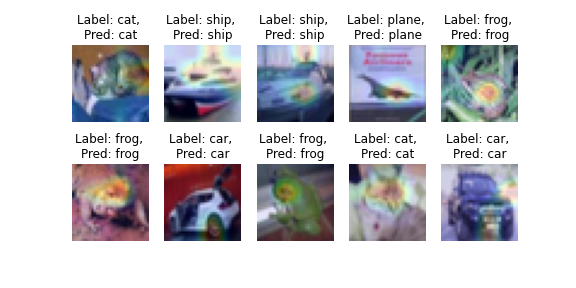 Label: cat,
Pred: cat
Label: ship,
Pred: ship
Label: ship,
Pred: ship
Label: plane,
Pred: plane
Label: frog,
Pred: frog
Famous
Airliners
Label: frog,
Pred: frog
Label: car,
Pred: car
Label: frog,
Pred: frog
Label: cat,
Pred: cat
Label: car,
Pred: car